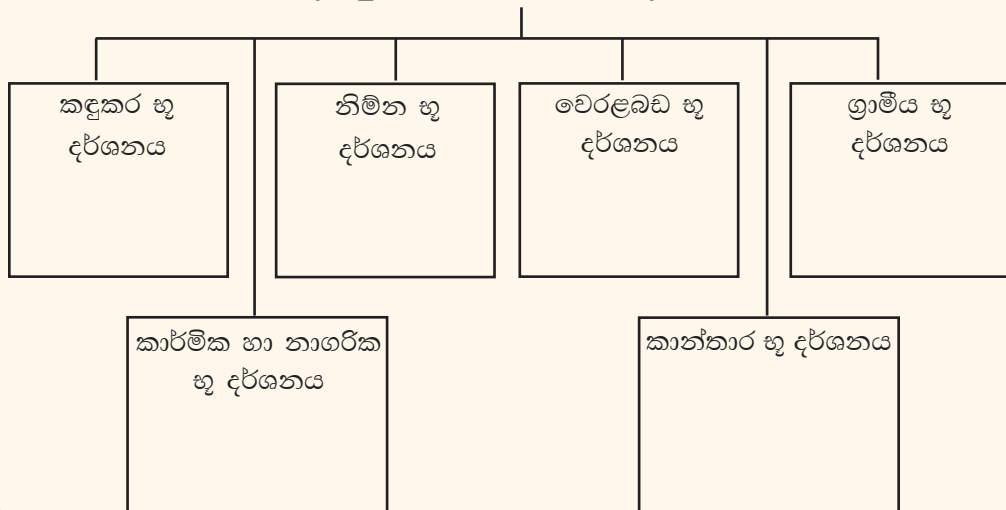 කඳුකර භූ
දර්ශනය
නිම්න භූ
දර්ශනය
වෙරළබඩ භූ
දර්ශනය
ග්‍රාමීය භූ
දර්ශනය
කාර්මික හා නාගරික
භූ දර්ශනය
කාන්තාර භූ දර්ශනය